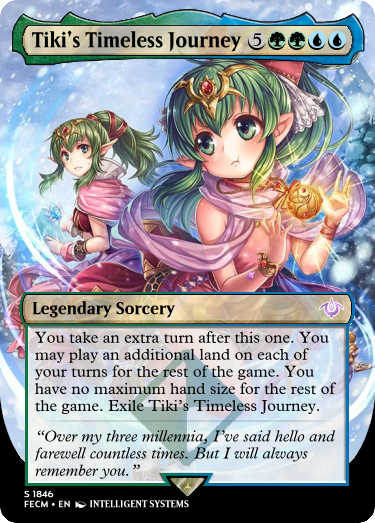 Tiki's Timeless Journey 5
Legendary Sorcery
You take an extra turn after this one. You
may play an additional land on each of
your turns for the rest of the game. You
have no maximum hand size for the rest of
the game. Exile Tiki's Timeless Journey.
“Over my three millennia, I've said hello and
farewell countless times. But I will always
remember you.”
S 1846
FECM • EN INTELLIGENT SYSTEMS